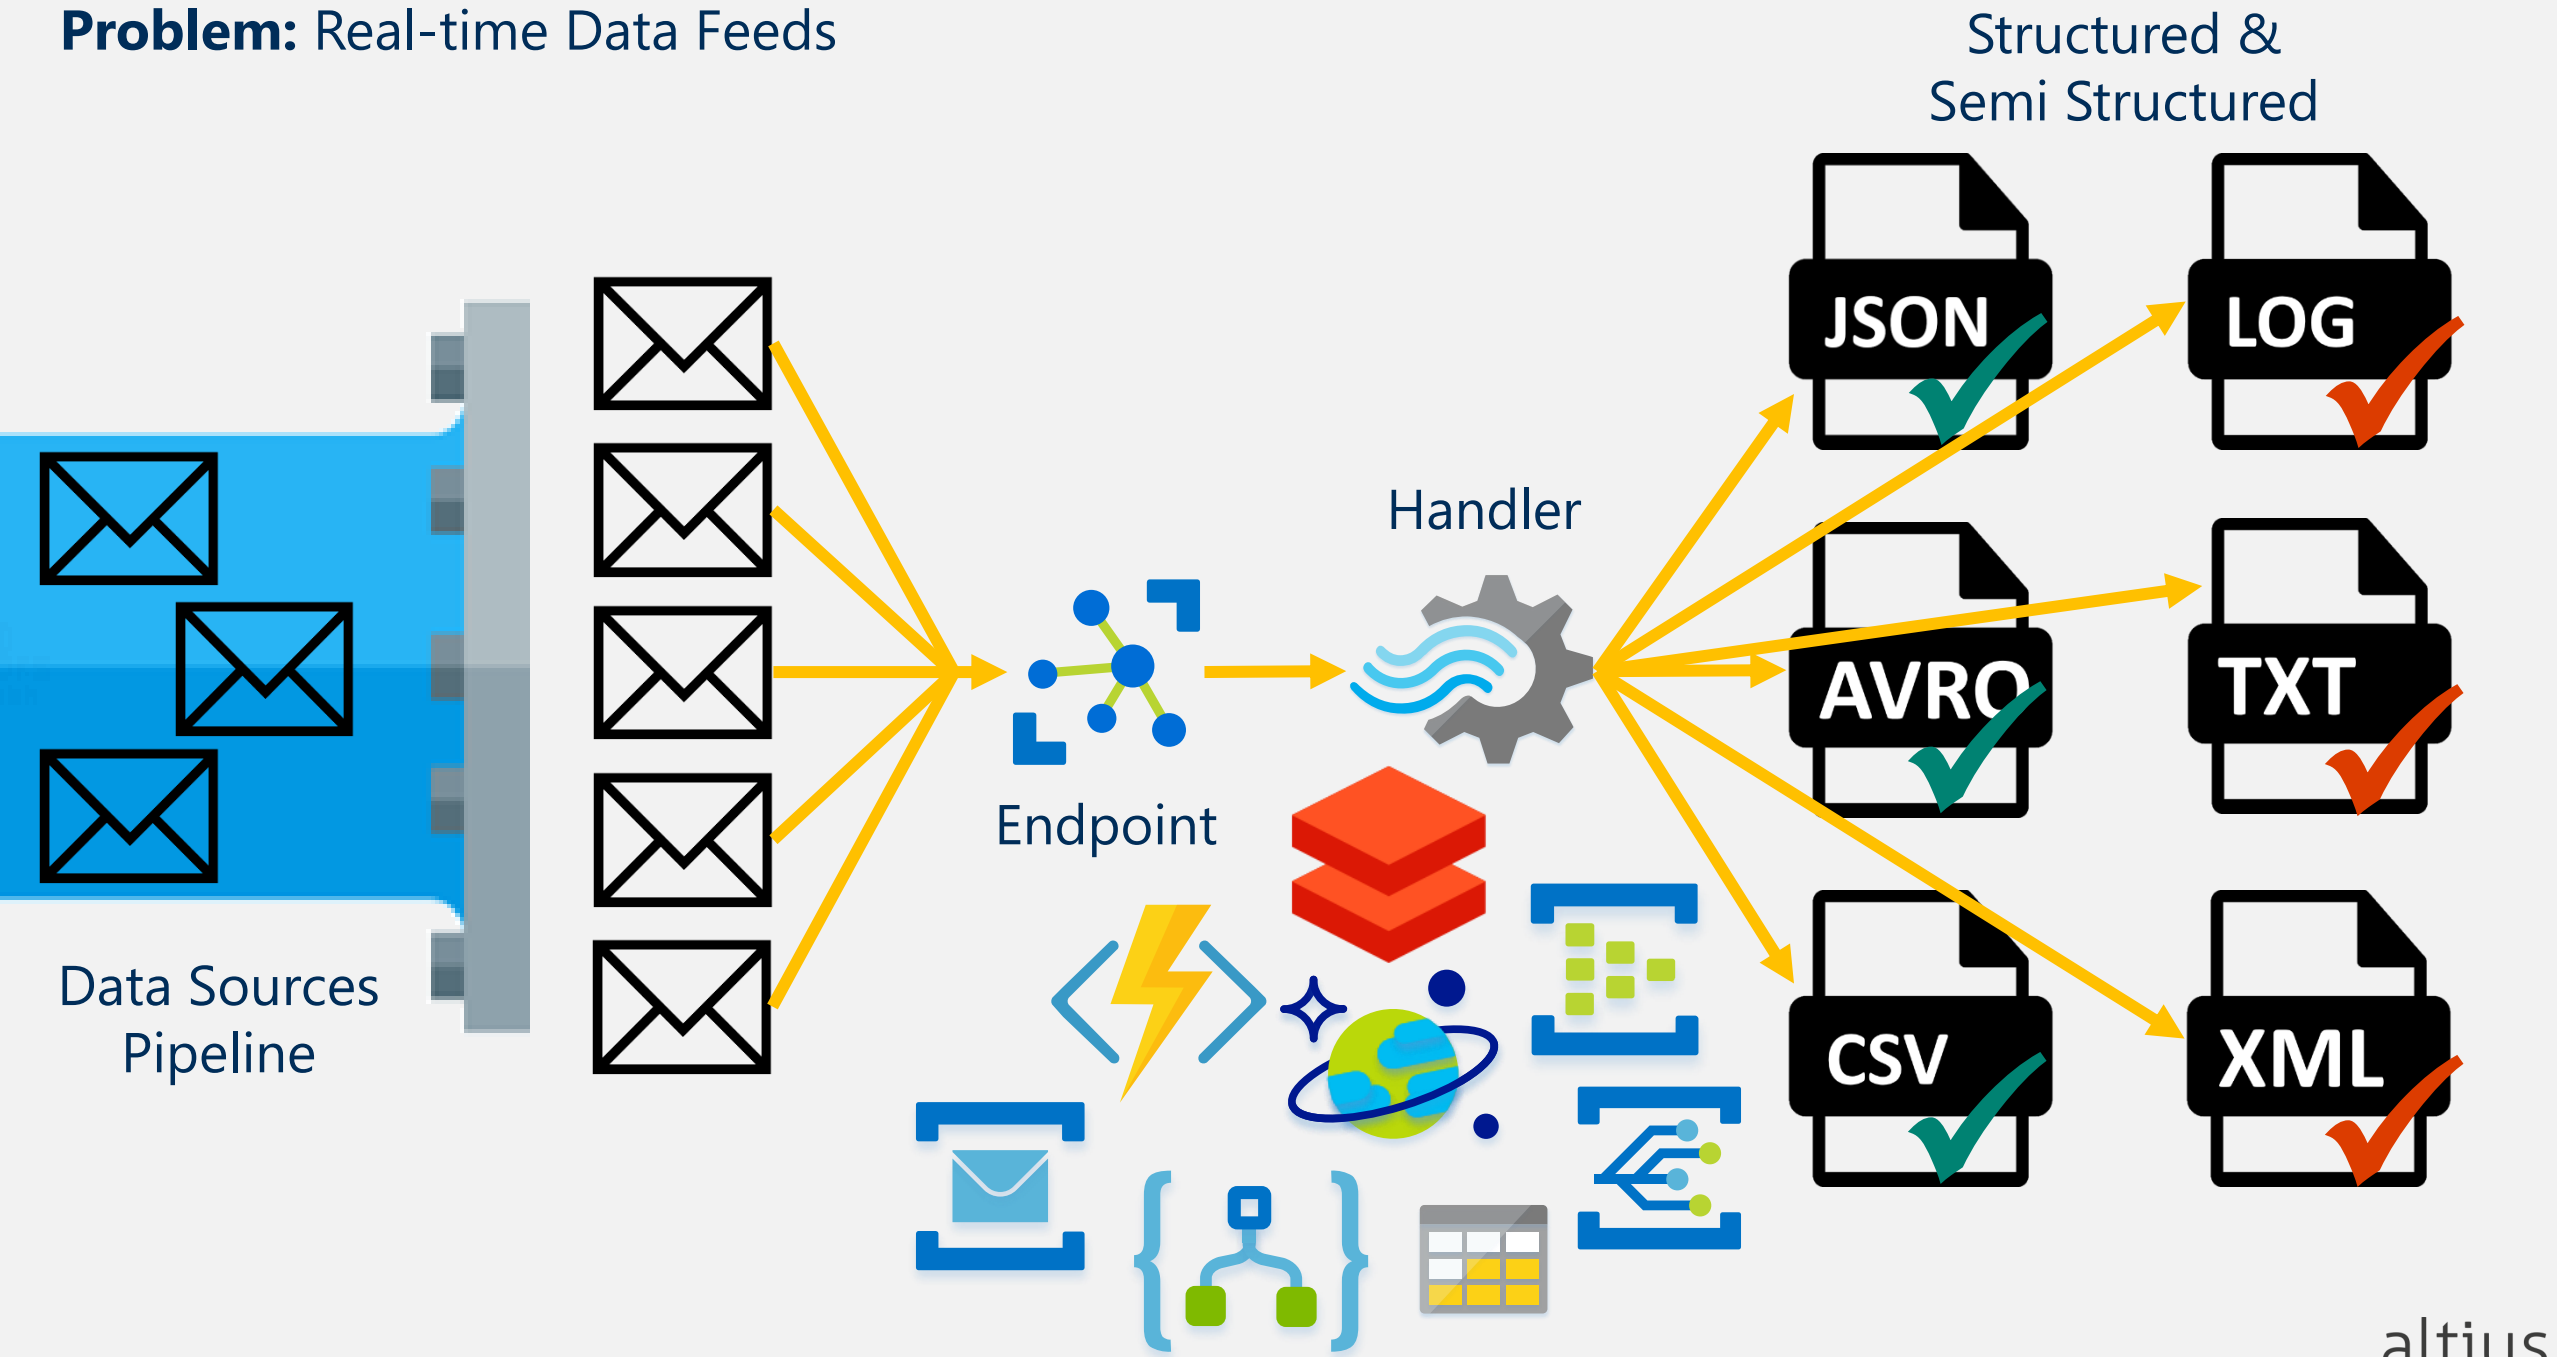 Problem: Real-time Data Feeds
Structured &
Semi Structured
JSON
LOG
Handler
AVRO
TXT
Endpoint
Data Sources
Pipeline
CSV
XML
altius